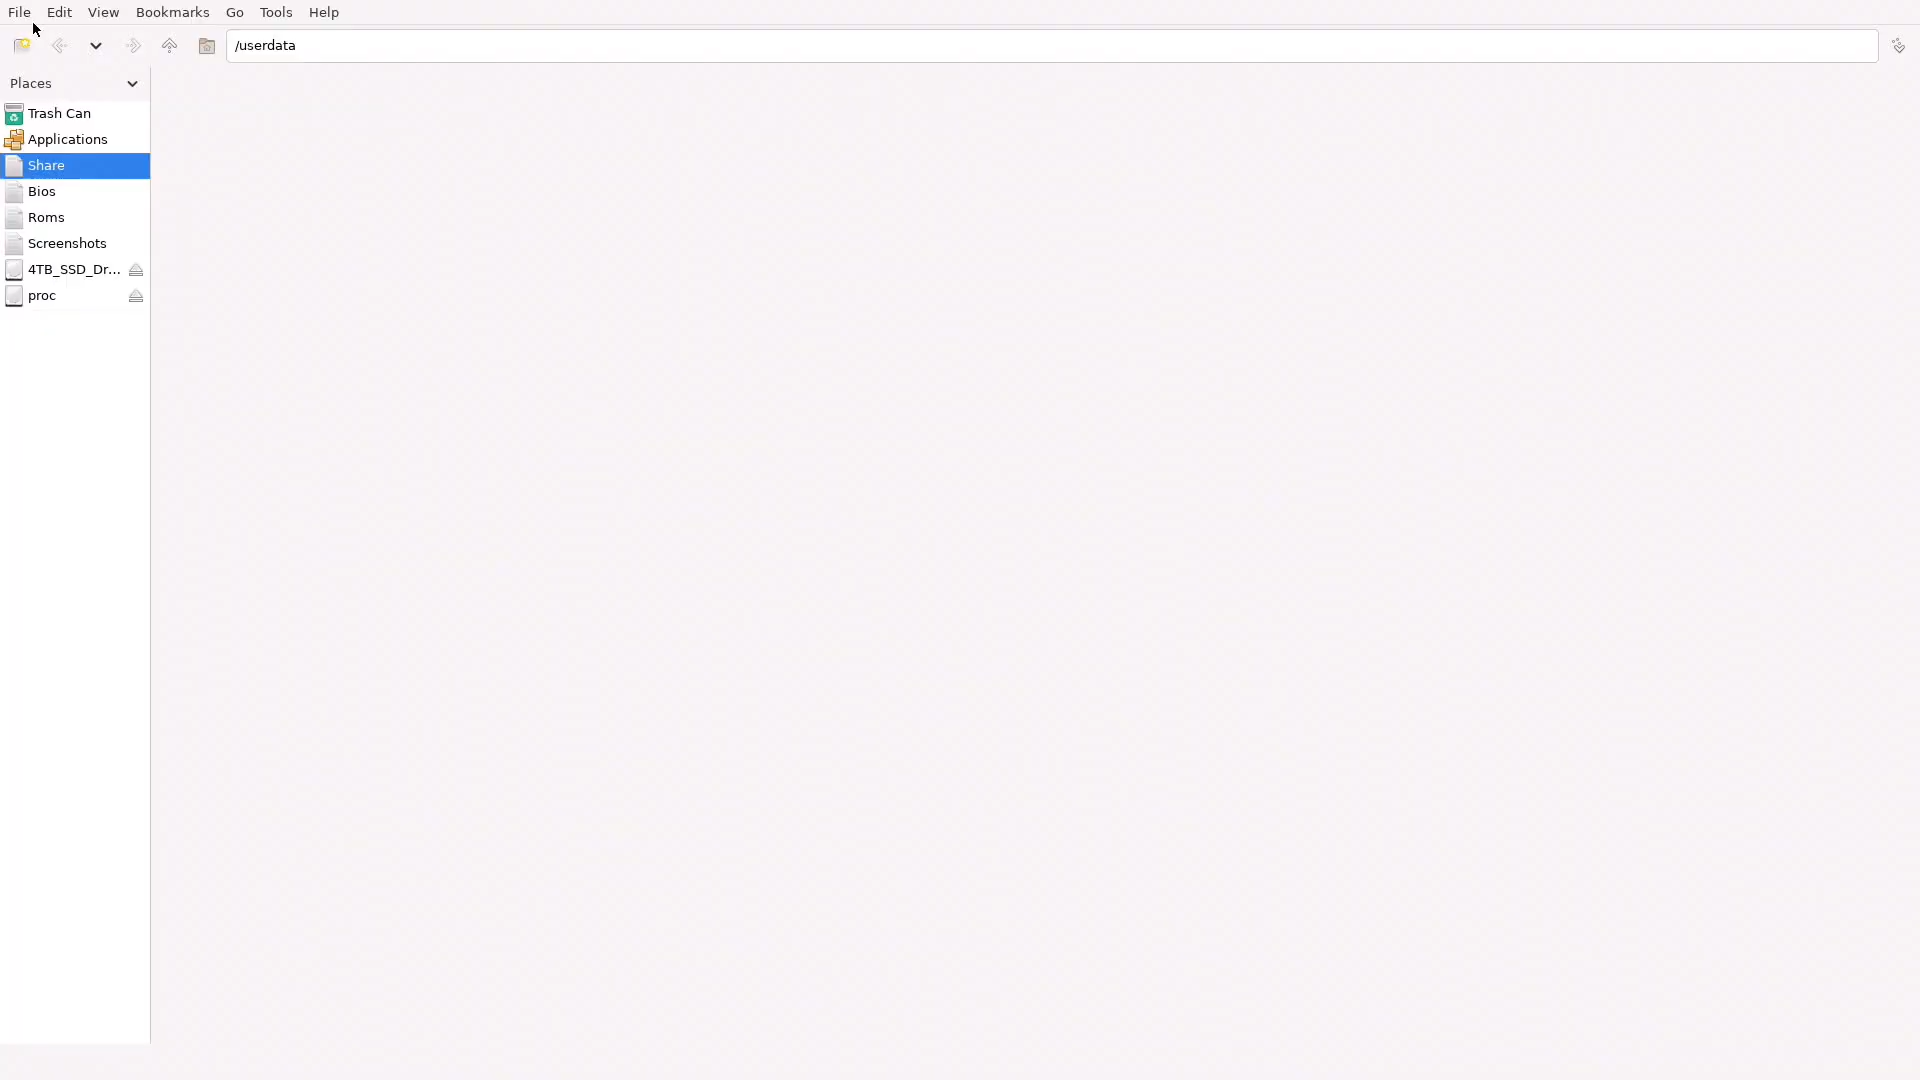 File Edit View Bookmarks Go Tools Help
/userdata
Places
Trash Can
Applications
Share
Bios
Roms
Screenshots
4TB_SSD_Dr...
proc